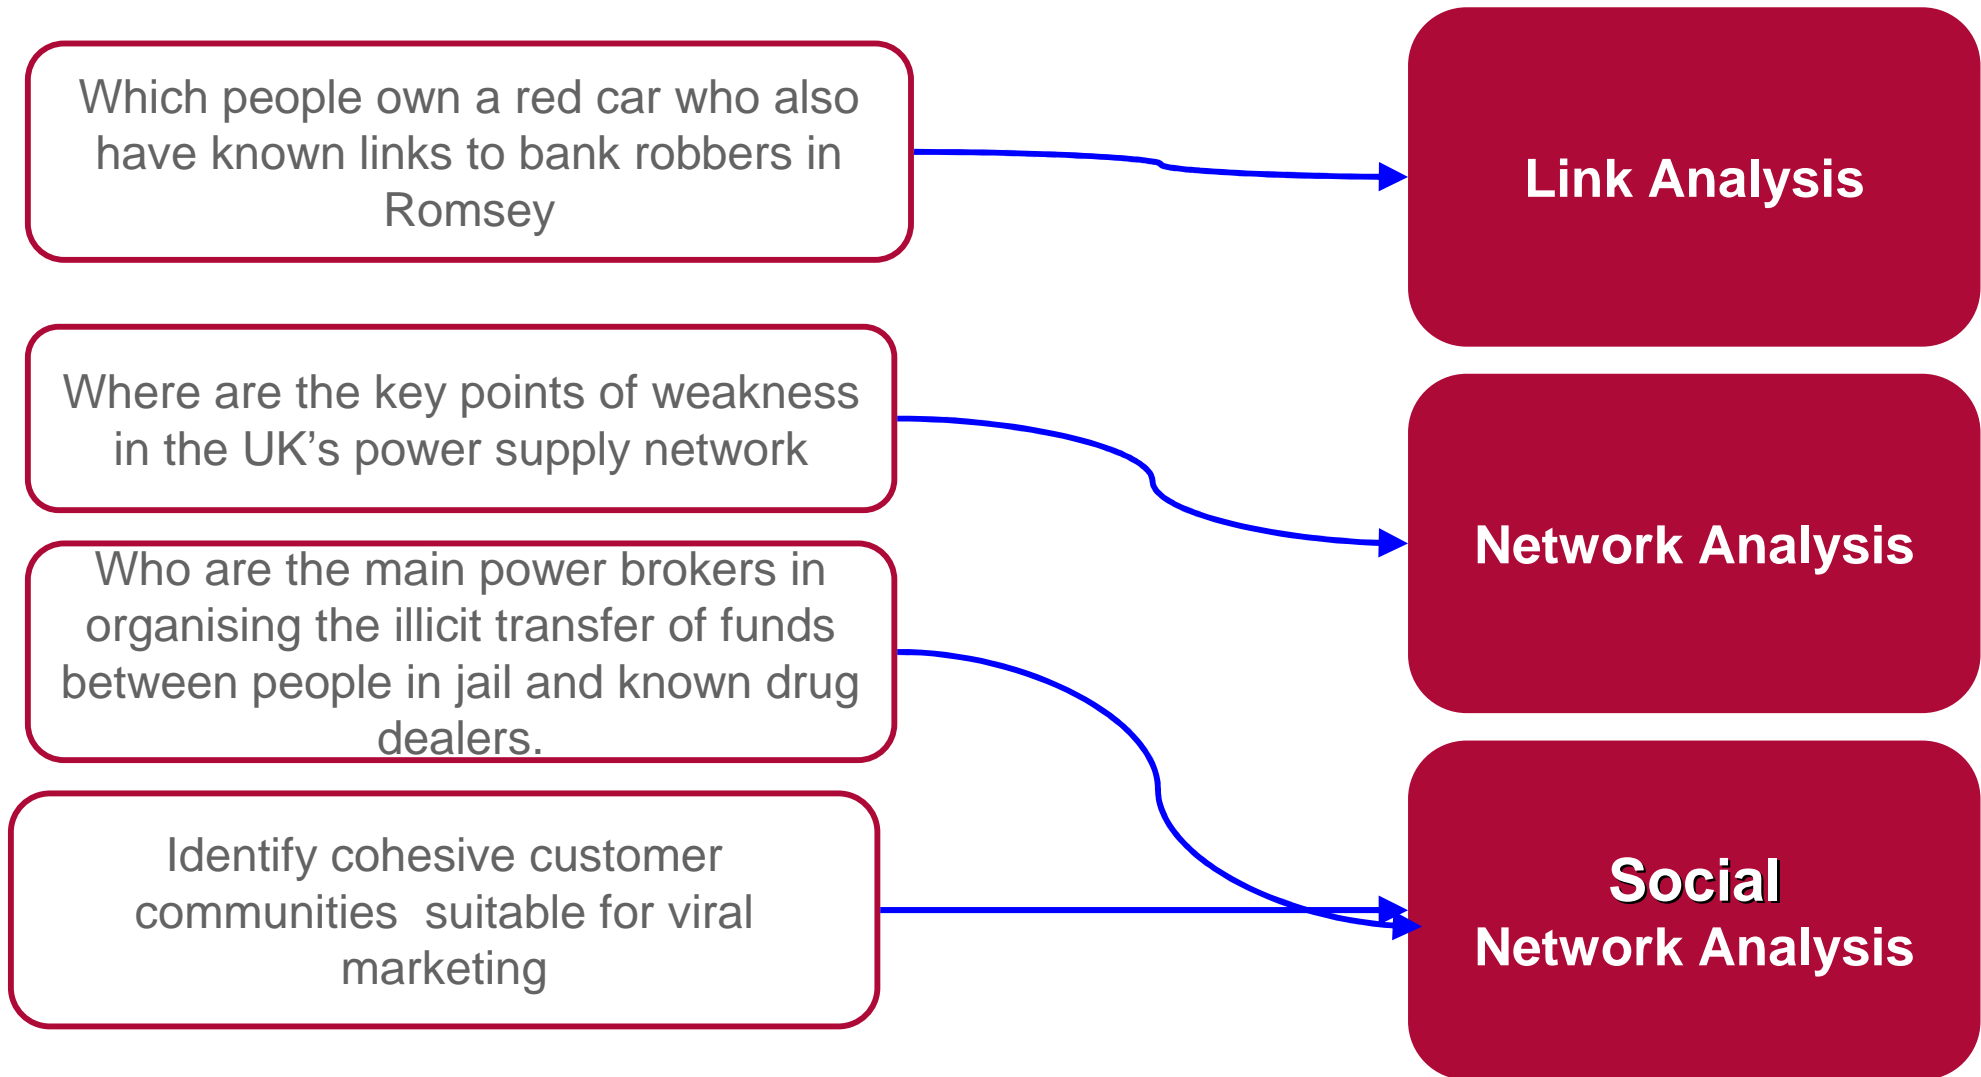 Which people own a red car who also
have known links to bank robbers in
Romsey
Link Analysis
Where are the key points of weakness
in the UK’s power supply network
Network Analysis
Who are the main power brokers in
organising the illicit transfer of funds
between people in jail and known drug
dealers.
Identify cohesive customer
communities  suitable for viral
marketing
Social
Network Analysis